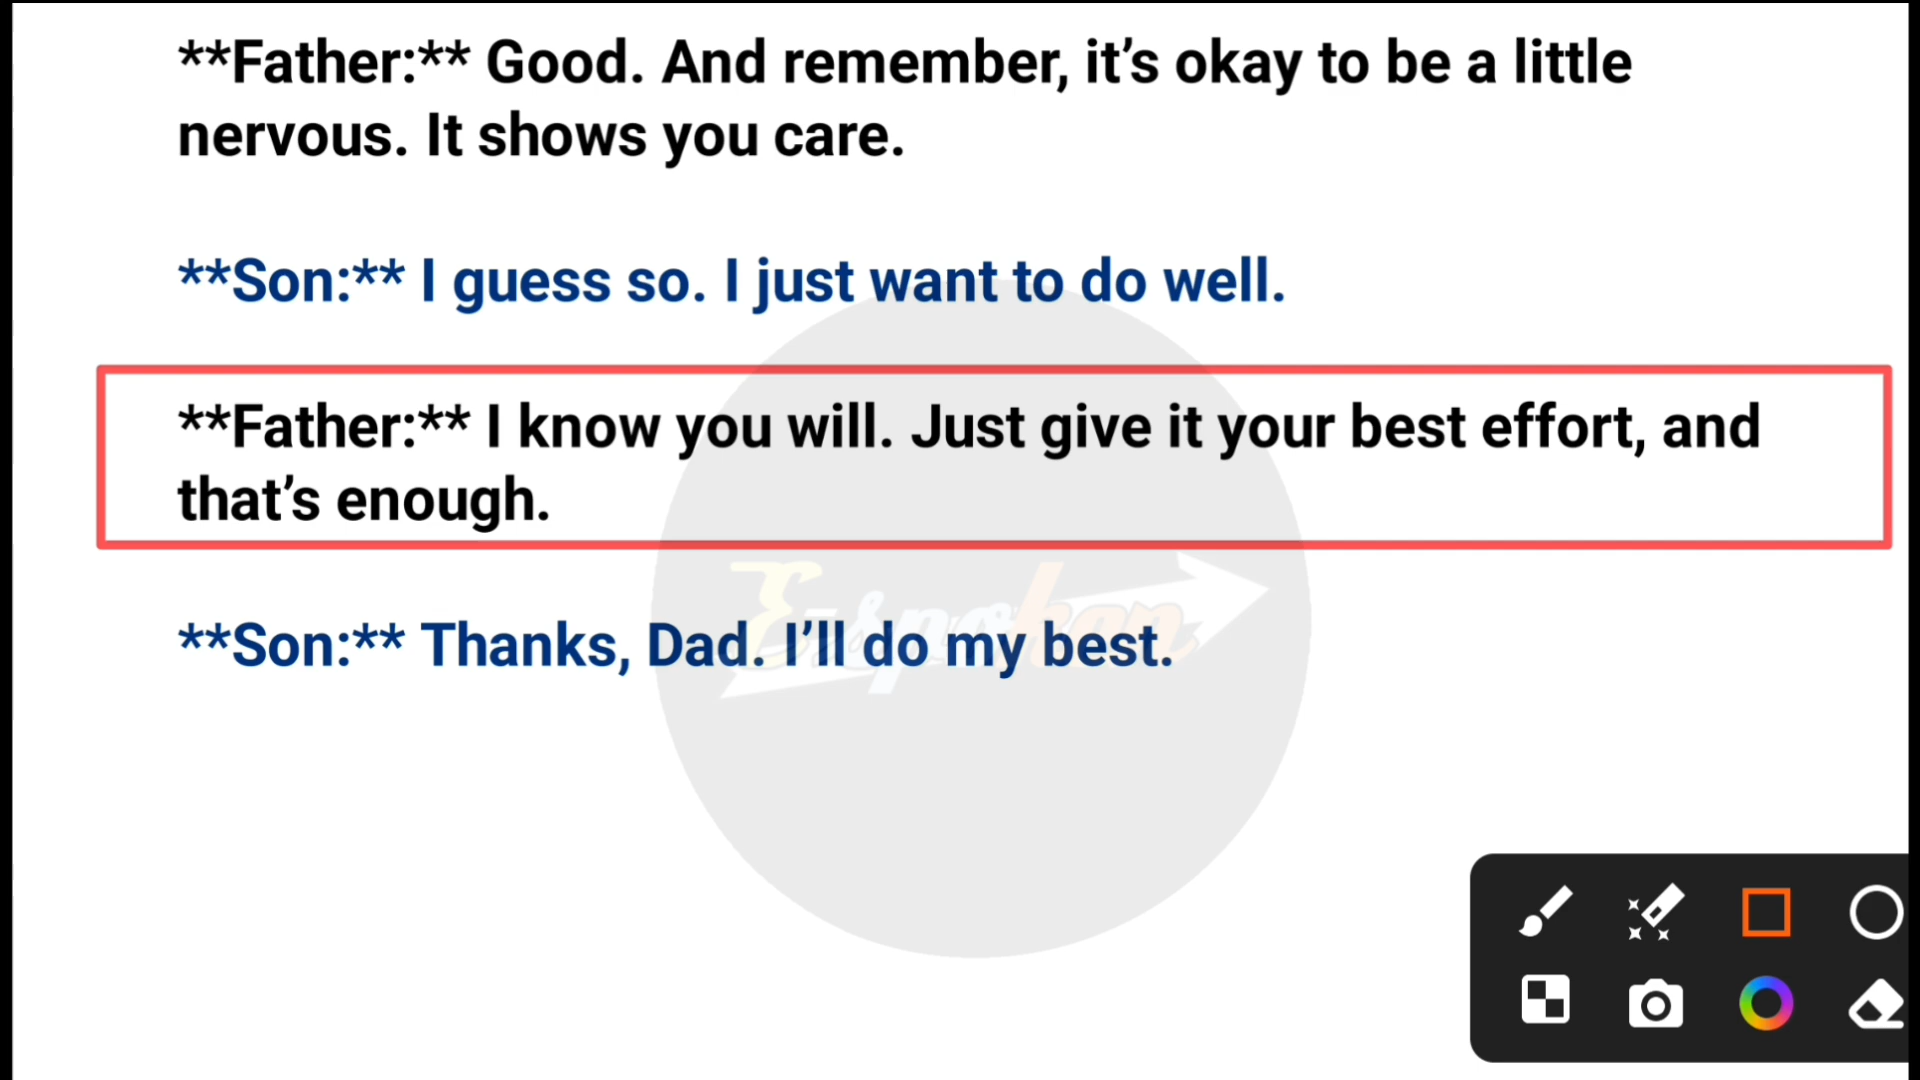 **Father:** Good. And remember, it’s okay to be a little
nervous. It shows you care.
**Son:** I guess so. I just want to do well.
**Father:** I know you will. Just give it your best effort, and
that’s enough.
E-spoken
**Son:** Thanks, Dad. I’ll do my best.